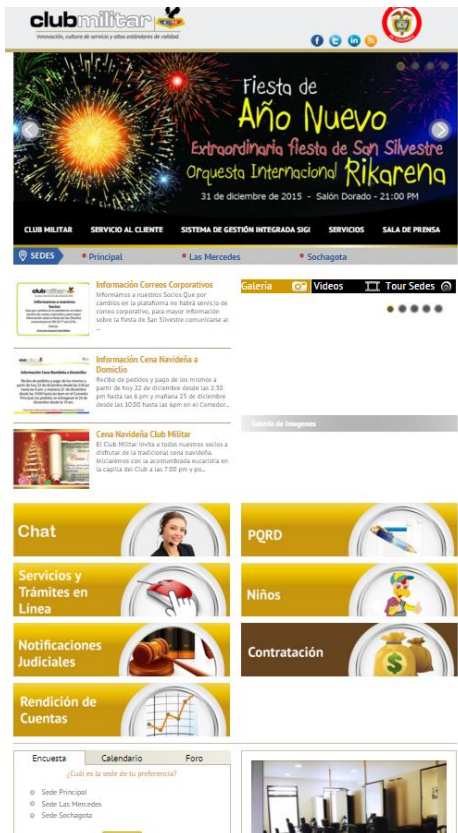 clubmilitar
Innovación, cultura de servicio y altos estándares de calidad.
Fiesta de
Año Nuevo
Extraordinaria fiesta de San Silvestre
Orquesta Internacional Rikarena
31 de diciembre de 2015 - Salón Dorado - 21:00 PM
CLUB MILITAR SERVICIO AL CLIENTE SISTEMA DE GESTIÓN INTEGRADA SIGI SERVICIOS SALA DE PRENSA
SEDES Principal Las Mercedes Sochagota
Información Correos Corporativos
Informamos a nuestros Socios Que por
cambios en la plataforma no habrá servicio de
correo corporativo, para mayor información
sobre la fiesta de San Silvestre comunicarse al
...
Galería Videos Tour Sedes
Información Cena Navideña a
Domicilio
Recibo de pedidos y pago de los mismos a
partir de hoy 22 de diciembre desde las 2:30
pm hasta las 6 pm y mañana 23 de diciembre
desde las 10:00 hasta las 6pm en el Comedor...
Galería de Imagenes
Cena Navideña Club Militar
El Club Militar invita a todos nuestros socios a
disfrutar de la tradicional cena navideña.
Iniciaremos con la acostumbrada eucaristía en
la capilla del Club a las 7:00 pm y po...
Chat
PQRD
Servicios y
Trámites en
Línea
Niños
Notificaciones
Judiciales
Contratación
Rendición de
Cuentas
Encuesta Calendario Foro
¿Cuál es la sede de tu preferencia?
Sede Principal
Sede Las Mercedes
Sede Sochagota